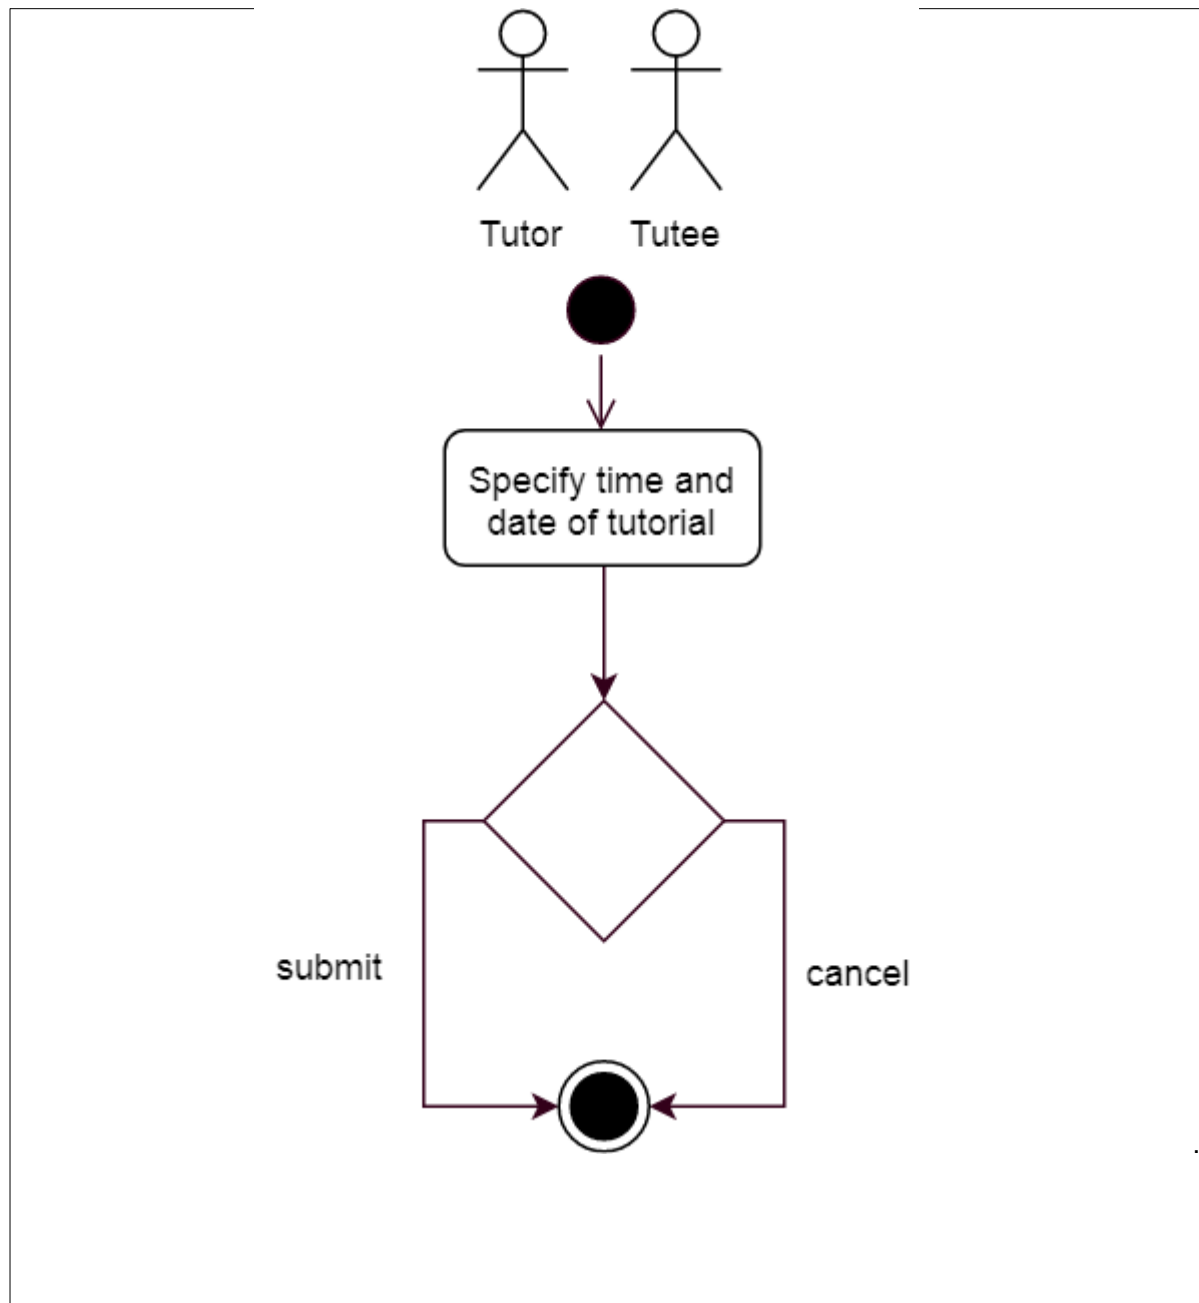 Tutor Tutee
Specify time and
date of tutorial
submit
cancel
.